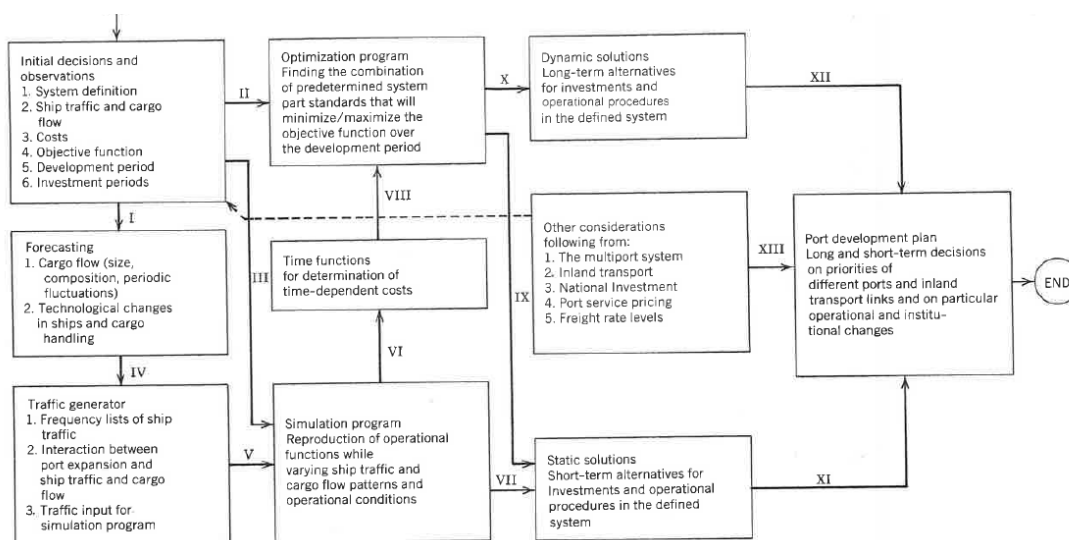 Initial decisions and
observations
1. System definition
2. Ship traffic and cargo
flow
3. Costs
4. Objective function
5. Development period
6. Investment periods
II
Optimization program
Finding the combination
of predetermined system
part standards that will
minimize/maximize the
objective function over
the development period
X
Dynamic solutions
Long-term alternatives
for investments and
operational procedures
in the defined system
XII
I
III
VIII
IX
Forecasting
1. Cargo flow (size,
composition, periodic
fluctuations)
2. Technological changes
in ships and cargo
handling
Time functions
for determination of
time-dependent costs
Other considerations
following from:
1. The multiport system
2. Inland transport
3. National Investment
4. Port service pricing
5. Freight rate levels
XIII
Port development plan
Long and short-term decisions
on priorities of
different ports and inland
transport links and on particular
operational and institu-
tional changes
END
IV
VI
Traffic generator
1. Frequency lists of ship
traffic
2. Interaction between
port expansion and
ship traffic and cargo
flow
3. Traffic input for
simulation program
V
Simulation program
Reproduction of operational
functions while
varying ship traffic and
cargo flow patterns and
operational conditions
VII
Static solutions
Short-term alternatives for
Investments and operational
procedures in the defined
system
XI